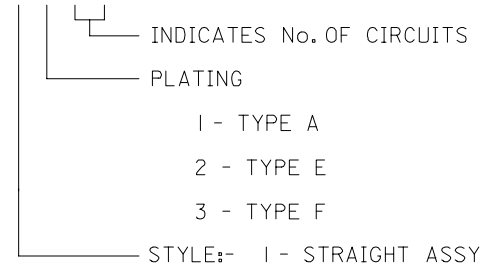 INDICATES No. OF CIRCUITS
PLATING
1 - TYPE A
2 - TYPE E
3 - TYPE F
STYLE:- 1 - STRAIGHT ASSY